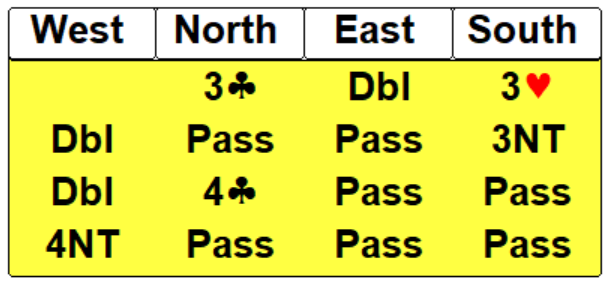 West North East South
3♣ Dbl 3♥
Dbl Pass Pass 3NT
Dbl 4♣ Pass Pass
4NT Pass Pass Pass